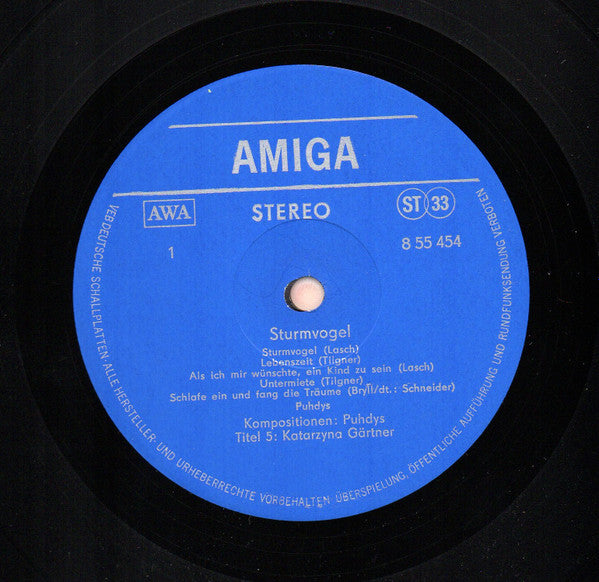 AMIGA
AWA
STEREO
ST 33
1
8 55 454
Sturmvogel
Sturmvogel (Lasch)
Lebenszeit (Tilgner)
Als ich mir wünschte, ein Kind zu sein (Lasch)
Untermiete (Tilgner)
Schlafe ein und fang die Träume (Bryll/dt.: Schneider)
Puhdys
Kompositionen: Puhdys
Titel 5: Katarzyna Gärtner
VEB DEUTSCHE SCHALLPLATTEN · ALLE HERSTELLER- UND URHEBERRECHTE VORBEHALTEN · ÜBERSPIELUNG, ÖFFENTLICHE AUFFÜHRUNG UND RUNDFUNKSENDUNG VERBOTEN